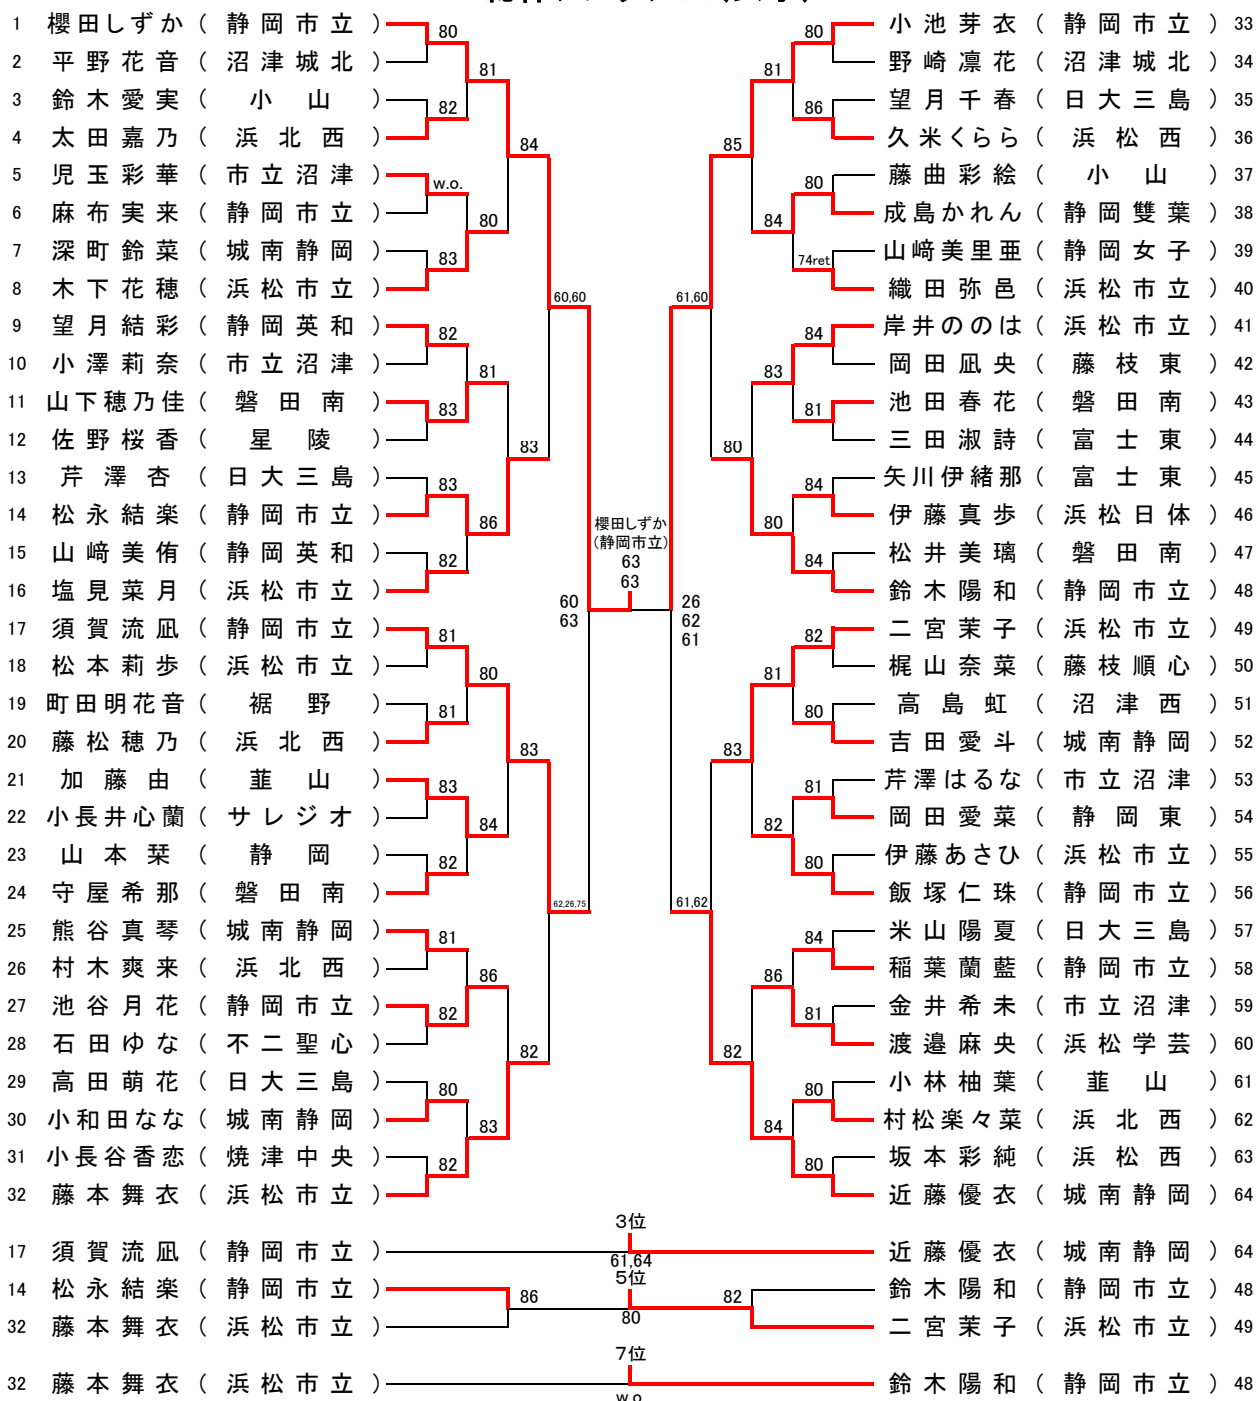 1 櫻田しずか ( 静岡市立 ) 80 80 小池芽衣 ( 静岡市立 ) 33
2 平野花音 ( 沼津城北 ) 81 81 野崎凛花 ( 沼津城北 ) 34
3 鈴木愛実 ( 小山 ) 82 86 望月千春 ( 日大三島 ) 35
4 太田嘉乃 ( 浜北西 ) 84 85 久米くらら ( 浜松西 ) 36
5 児玉彩華 ( 市立沼津 ) w.o. 80 藤曲彩絵 ( 小山 ) 37
6 麻布実来 ( 静岡市立 ) 80 84 成島かれん ( 静岡雙葉 ) 38
7 深町鈴菜 ( 城南静岡 ) 83 74ret 山﨑美里亜 ( 静岡女子 ) 39
8 木下花穂 ( 浜松市立 ) 60,60 61,60 織田弥邑 ( 浜松市立 ) 40
9 望月結彩 ( 静岡英和 ) 82 84 岸井ののは ( 浜松市立 ) 41
10 小澤莉奈 ( 市立沼津 ) 81 83 岡田凪央 ( 藤枝東 ) 42
11 山下穂乃佳 ( 磐田南 ) 83 81 池田春花 ( 磐田南 ) 43
12 佐野桜香 ( 星陵 ) 83 80 三田淑詩 ( 富士東 ) 44
13 芹澤杏 ( 日大三島 ) 83 84 矢川伊緒那 ( 富士東 ) 45
14 松永結楽 ( 静岡市立 ) 86 80 伊藤真歩 ( 浜松日体 ) 46
櫻田しずか
(静岡市立)
63
63
15 山﨑美侑 ( 静岡英和 ) 82 84 松井美璃 ( 磐田南 ) 47
16 塩見菜月 ( 浜松市立 ) 鈴木陽和 ( 静岡市立 ) 48
60 26
63 62
61
17 須賀流凪 ( 静岡市立 ) 81 82 二宮茉子 ( 浜松市立 ) 49
18 松本莉歩 ( 浜松市立 ) 80 81 梶山奈菜 ( 藤枝順心 ) 50
19 町田明花音 ( 裾野 ) 81 80 高島虹 ( 沼津西 ) 51
20 藤松穂乃 ( 浜北西 ) 83 83 吉田愛斗 ( 城南静岡 ) 52
21 加藤由 ( 韮山 ) 83 81 芹澤はるな ( 市立沼津 ) 53
22 小長井心蘭 ( サレジオ ) 84 82 岡田愛菜 ( 静岡東 ) 54
23 山本栞 ( 静岡 ) 82 80 伊藤あさひ ( 浜松市立 ) 55
24 守屋希那 ( 磐田南 ) 62,26,75 61,62 飯塚仁珠 ( 静岡市立 ) 56
25 熊谷真琴 ( 城南静岡 ) 81 84 米山陽夏 ( 日大三島 ) 57
26 村木爽来 ( 浜北西 ) 86 86 稲葉蘭藍 ( 静岡市立 ) 58
27 池谷月花 ( 静岡市立 ) 82 81 金井希未 ( 市立沼津 ) 59
28 石田ゆな ( 不二聖心 ) 82 82 渡邉麻央 ( 浜松学芸 ) 60
29 高田萌花 ( 日大三島 ) 80 80 小林柚葉 ( 韮山 ) 61
30 小和田なな ( 城南静岡 ) 83 84 村松楽々菜 ( 浜北西 ) 62
31 小長谷香恋 ( 焼津中央 ) 82 80 坂本彩純 ( 浜松西 ) 63
32 藤本舞衣 ( 浜松市立 ) 近藤優衣 ( 城南静岡 ) 64
3位
17 須賀流凪 ( 静岡市立 ) 61,64 近藤優衣 ( 城南静岡 ) 64
5位
14 松永結楽 ( 静岡市立 ) 86 82 鈴木陽和 ( 静岡市立 ) 48
32 藤本舞衣 ( 浜松市立 ) 80 二宮茉子 ( 浜松市立 ) 49
7位
32 藤本舞衣 ( 浜松市立 ) 鈴木陽和 ( 静岡市立 ) 48
w.o.